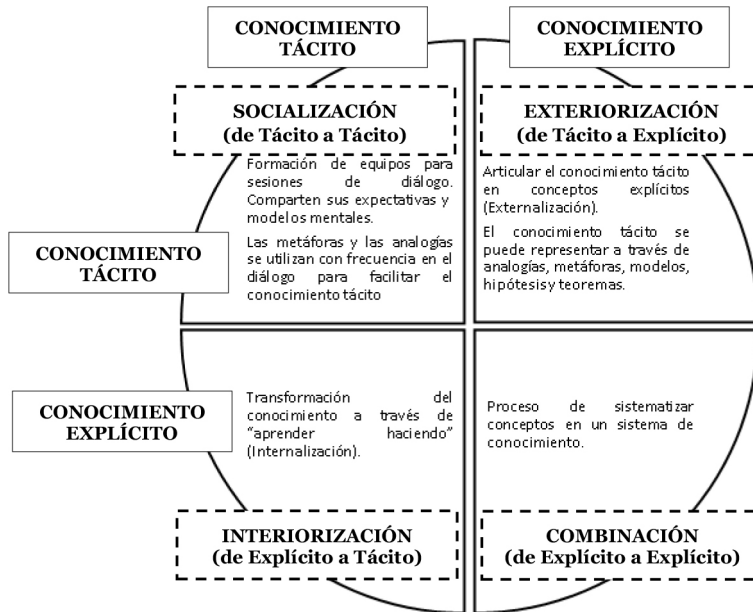 CONOCIMIENTO
TÁCITO
CONOCIMIENTO
EXPLÍCITO
SOCIALIZACIÓN
(de Tácito a Tácito)
Formación de equipos para
sesiones de diálogo.
Comparten sus expectativas y
modelos mentales.
Las metáforas y las analogías
se utilizan con frecuencia en el
diálogo para facilitar el
conocimiento tácito
EXTERIORIZACIÓN
(de Tácito a Explícito)
Articular el conocimiento tácito
en conceptos explícitos
(Externalización).
El conocimiento tácito se
puede representar a través de
analogías, metáforas, modelos,
hipótesis y teoremas.
CONOCIMIENTO
TÁCITO
CONOCIMIENTO
EXPLÍCITO
Transformación del
conocimiento a través de
“aprender haciendo”
(Internalización).
INTERIORIZACIÓN
(de Explícito a Tácito)
Proceso de sistematizar
conceptos en un sistema de
conocimiento.
COMBINACIÓN
(de Explícito a Explícito)